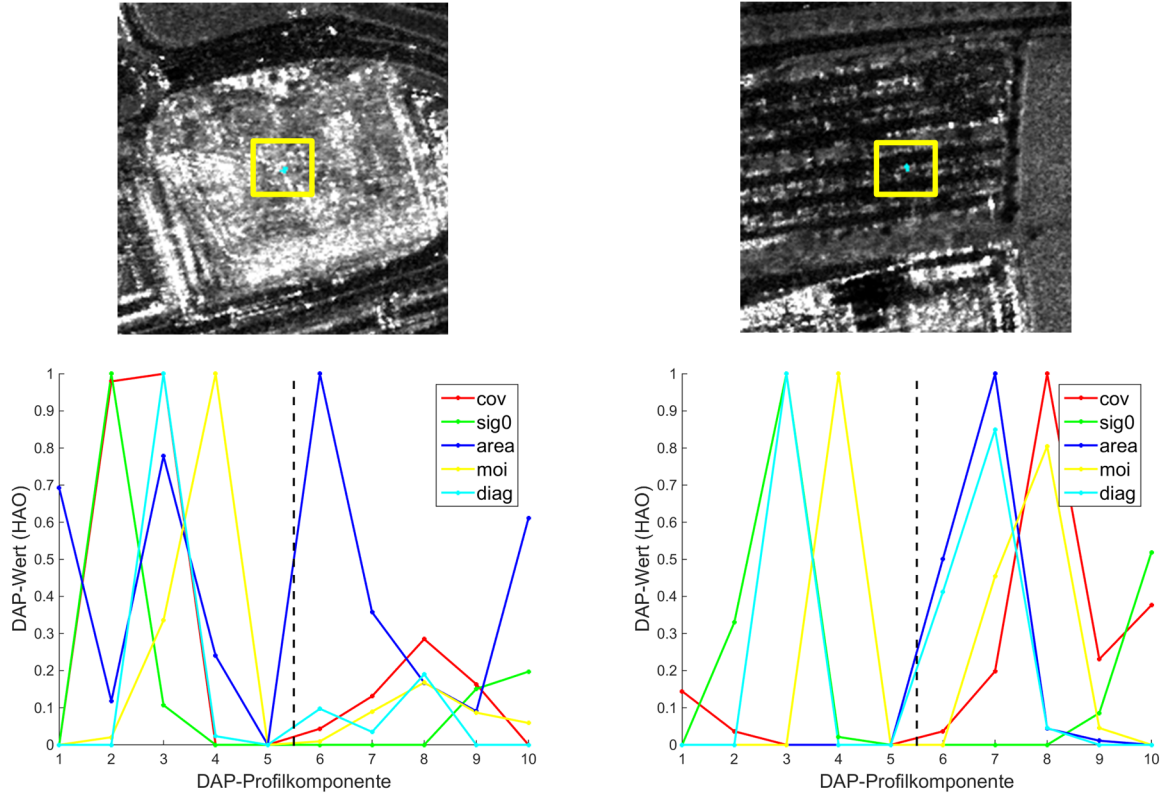 1
0.9
0.8
0.7
0.6
0.5
0.4
0.3
0.2
0.1
0
DAP-Wert (HAO)
cov
sig0
area
moi
diag
1 2 3 4 5 6 7 8 9 10
DAP-Profilkomponente
1
0.9
0.8
0.7
0.6
0.5
0.4
0.3
0.2
0.1
0
DAP-Wert (HAO)
cov
sig0
area
moi
diag
1 2 3 4 5 6 7 8 9 10
DAP-Profilkomponente